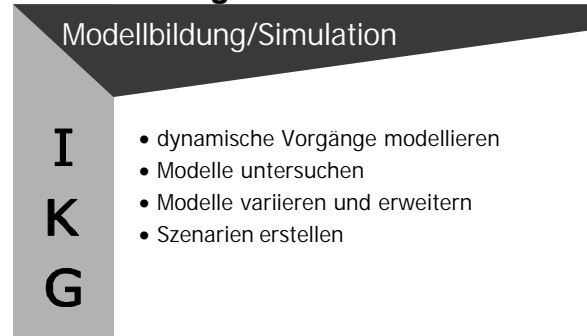 Modellbildung/Simulation
I
K
G
• dynamische Vorgänge modellieren
• Modelle untersuchen
• Modelle variieren und erweitern
• Szenarien erstellen